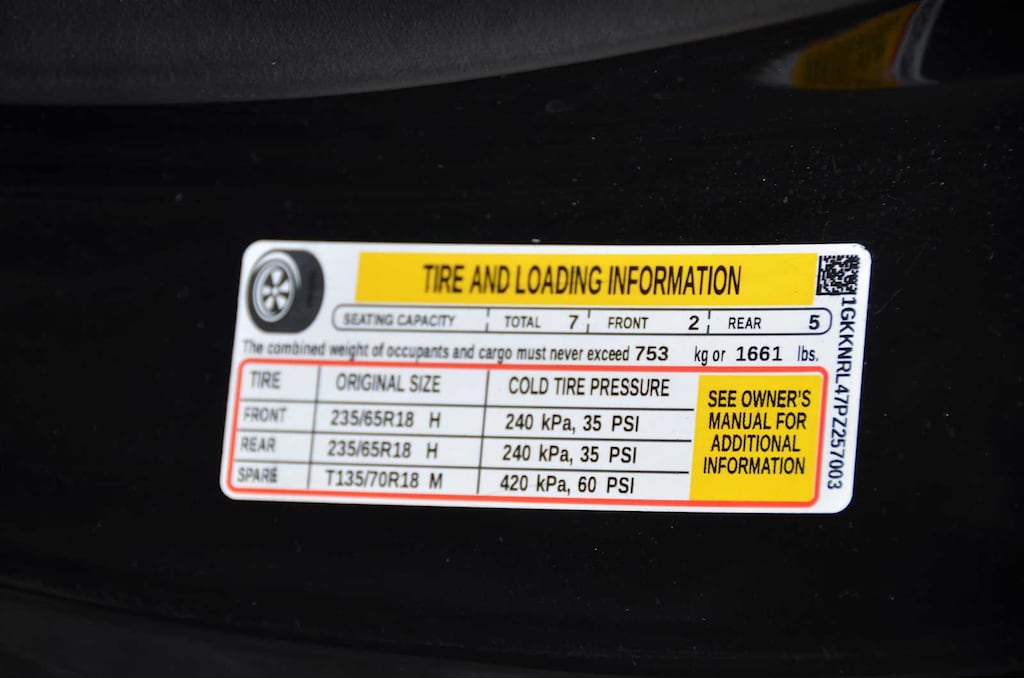 TIRE AND LOADING INFORMATION
SEATING CAPACITY TOTAL 7 FRONT 2 REAR 5
The combined weight of occupants and cargo must never exceed 753 kg or 1661 lbs.
TIRE ORIGINAL SIZE COLD TIRE PRESSURE
FRONT 235/65R18 H 240 kPa, 35 PSI
REAR 235/65R18 H 240 kPa, 35 PSI
SPARE T135/70R18 M 420 kPa, 60 PSI
SEE OWNER'S
MANUAL FOR
ADDITIONAL
INFORMATION
1GKKNRL47PZ257003